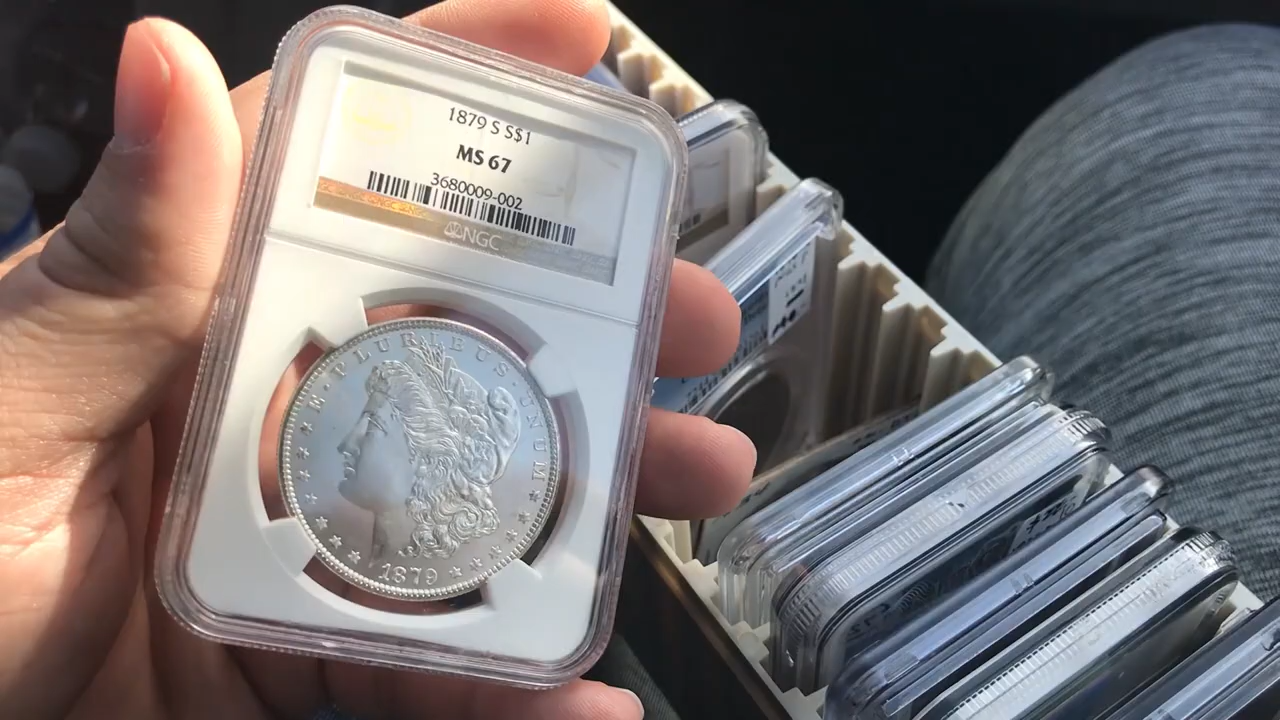 1879 S S$1
MS 67
3680009-002
NGC
E · PLURIBUS · UNUM
1879